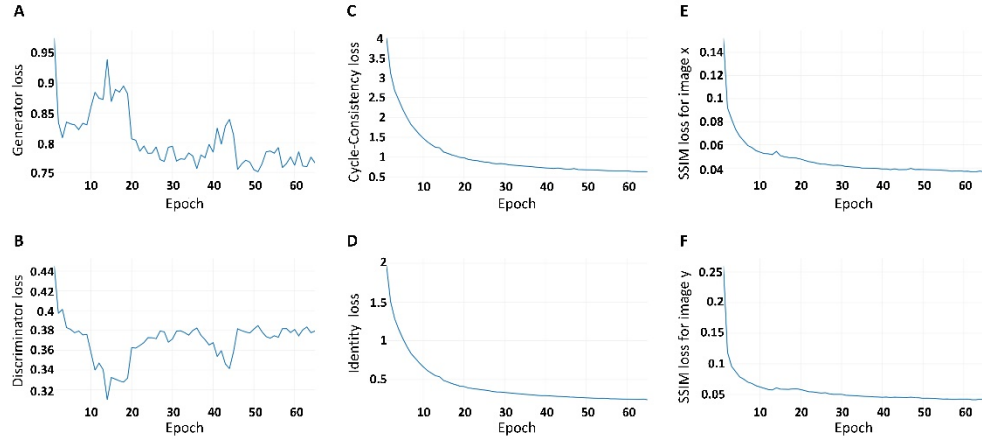 A
Generator loss
0.95
0.9
0.85
0.8
0.75
10 20 30 40 50 60
Epoch
C
Cycle-Consistency loss
4
3.5
3
2.5
2
1.5
1
0.5
10 20 30 40 50 60
Epoch
E
SSIM loss for image x
0.14
0.12
0.1
0.08
0.06
0.04
10 20 30 40 50 60
Epoch
B
Discriminator loss
0.44
0.42
0.4
0.38
0.36
0.34
0.32
10 20 30 40 50 60
Epoch
D
Identity loss
2
1.5
1
0.5
10 20 30 40 50 60
Epoch
F
SSIM loss for image y
0.25
0.2
0.15
0.1
0.05
10 20 30 40 50 60
Epoch